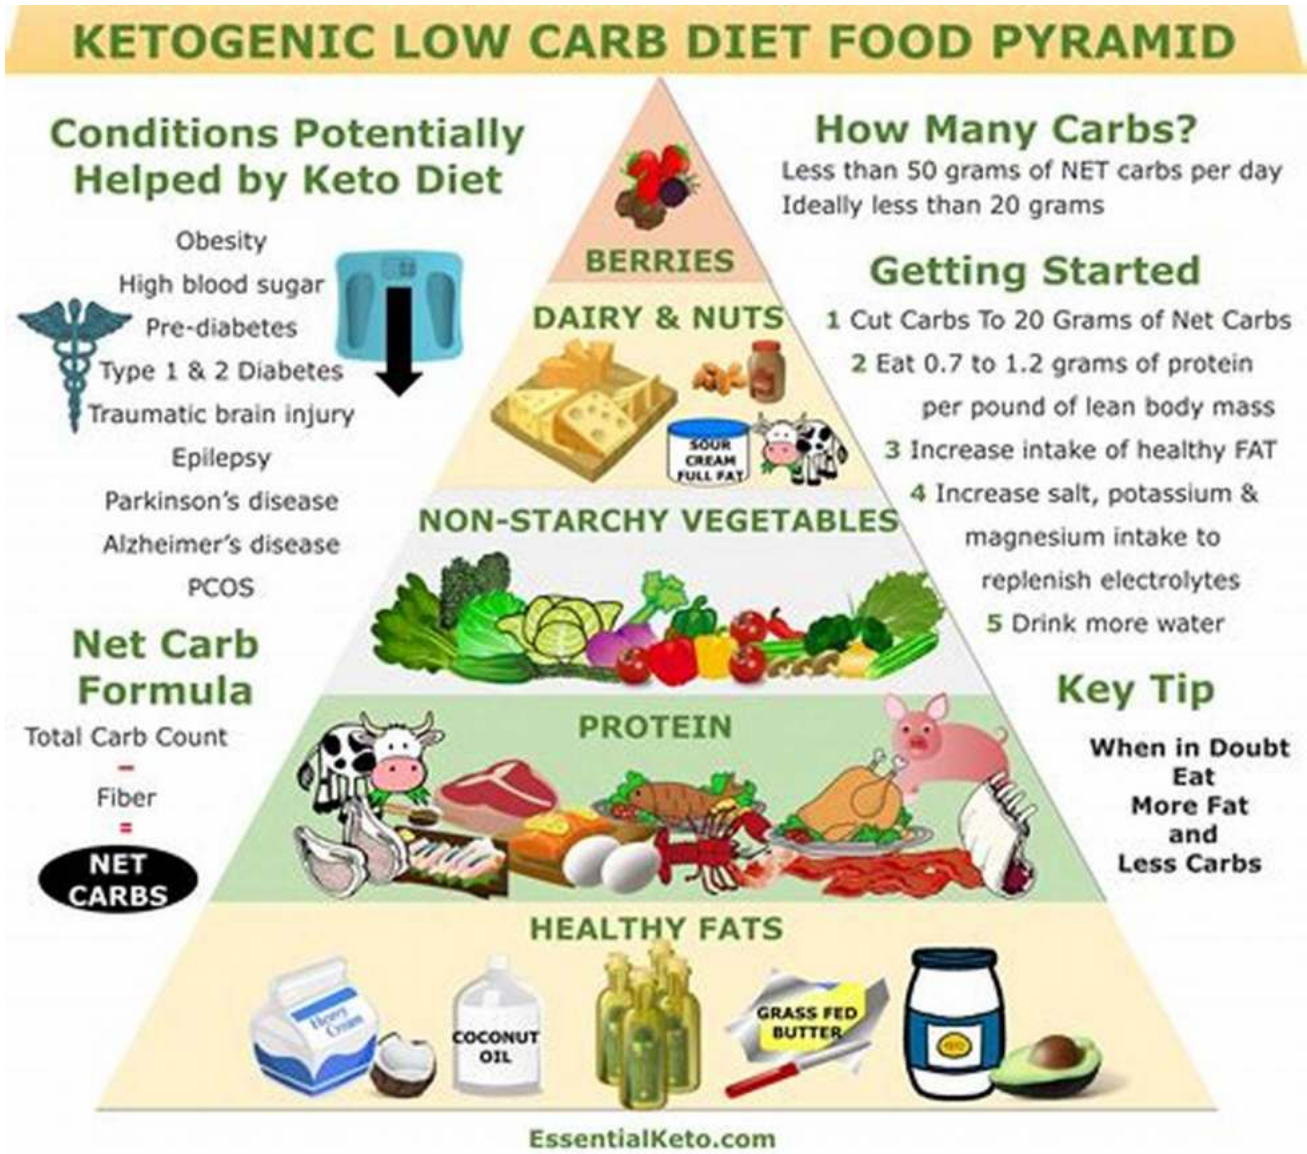 KETOGENIC LOW CARB DIET FOOD PYRAMID
Conditions Potentially
Helped by Keto Diet
Obesity
High blood sugar
Pre-diabetes
Type 1 & 2 Diabetes
Traumatic brain injury
Epilepsy
Parkinson's disease
Alzheimer's disease
PCOS
Net Carb
Formula
Total Carb Count
-
Fiber
=
NET
CARBS
BERRIES
DAIRY & NUTS
SOUR
CREAM
FULL FAT
NON-STARCHY VEGETABLES
PROTEIN
HEALTHY FATS
Heavy
Cream
COCONUT
OIL
GRASS FED
BUTTER
How Many Carbs?
Less than 50 grams of NET carbs per day
Ideally less than 20 grams
Getting Started
1 Cut Carbs To 20 Grams of Net Carbs
2 Eat 0.7 to 1.2 grams of protein
per pound of lean body mass
3 Increase intake of healthy FAT
4 Increase salt, potassium &
magnesium intake to
replenish electrolytes
5 Drink more water
Key Tip
When in Doubt
Eat
More Fat
and
Less Carbs
EssentialKeto.com